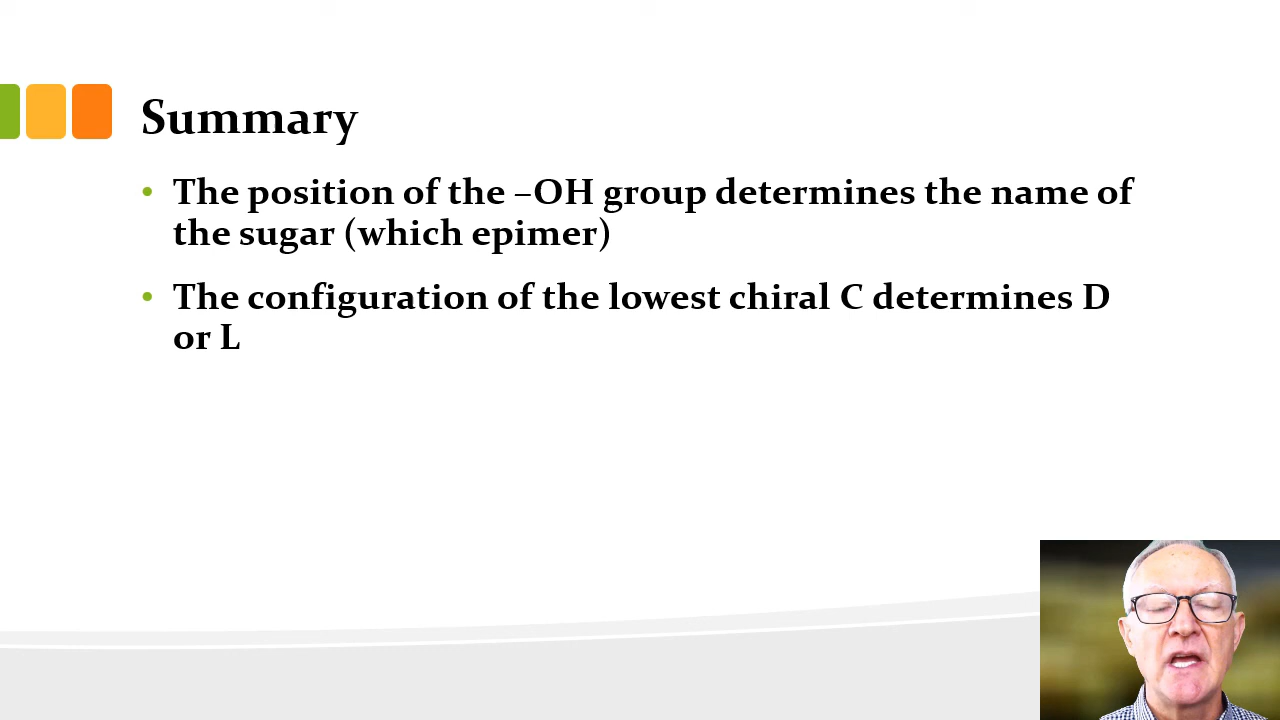 Summary
• The position of the –OH group determines the name of
the sugar (which epimer)
• The configuration of the lowest chiral C determines D
or L